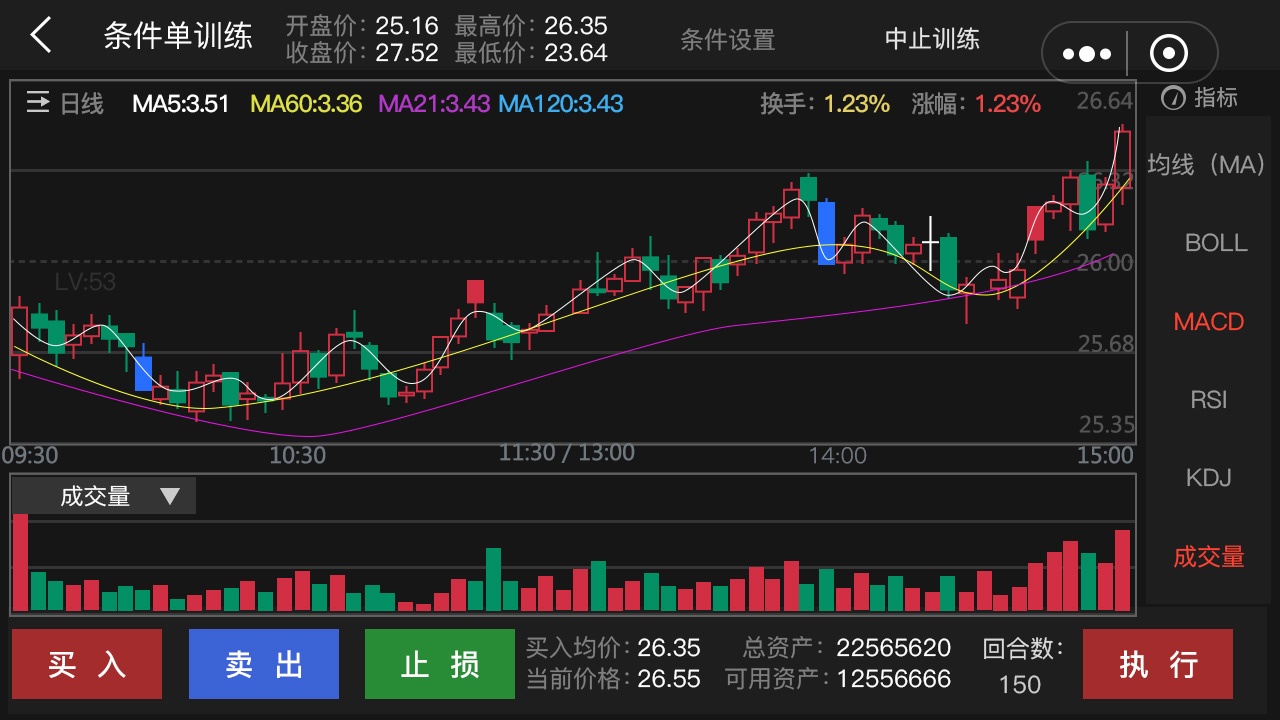 条件单训练
开盘价：25.16 最高价：26.35
收盘价：27.52 最低价：23.64
条件设置
中止训练
日线 MA5:3.51 MA60:3.36 MA21:3.43 MA120:3.43 换手：1.23% 涨幅：1.23% 26.64
指标
均线（MA）
26.32
BOLL
26.00
LV:53
MACD
25.68
RSI
25.35
09:30 10:30 11:30 / 13:00 14:00 15:00
KDJ
成交量 ▼
成交量
买入 卖出 止损
买入均价：26.35 总资产：22565620 回合数：
当前价格：26.55 可用资产：12556666 150
执行